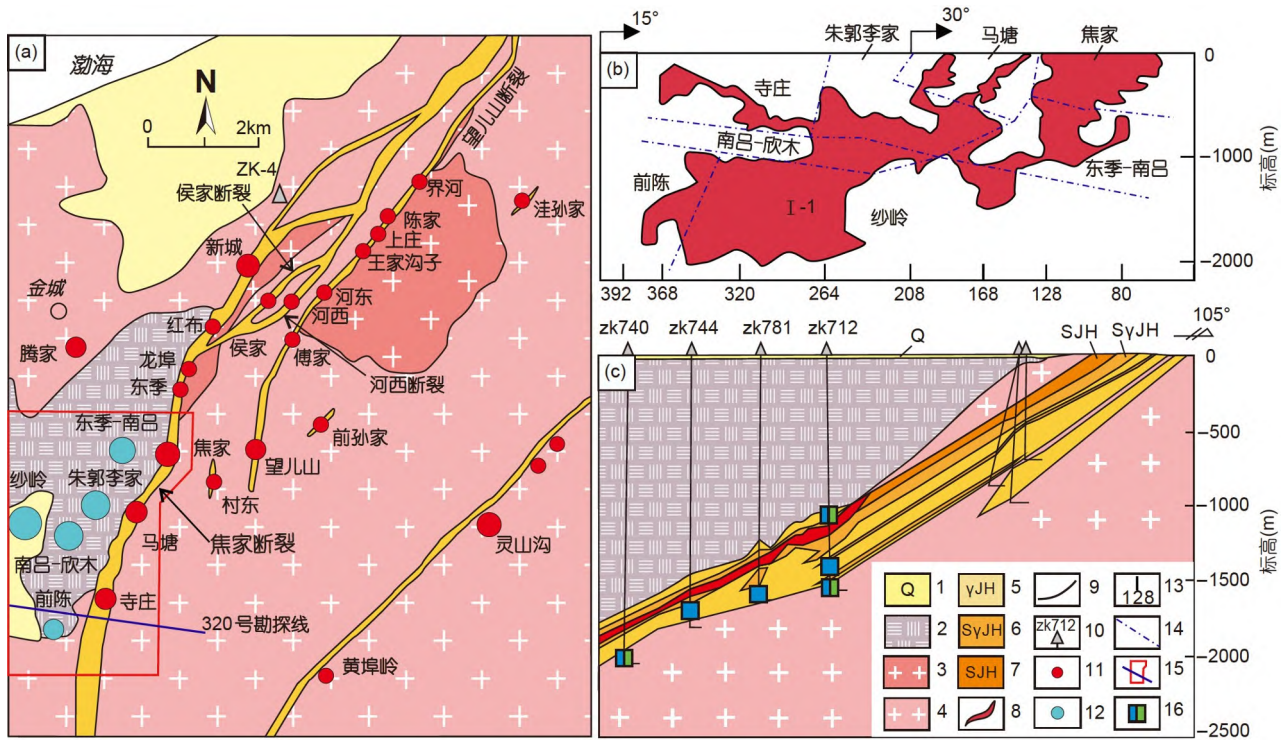 (a)
渤海
N
0 2km
ZK-4
侯家断裂
望儿山断裂
界河
洼孙家
陈家
上庄
王家沟子
新城
金城
河东
河西
红布
侯家
傅家
腾家
龙埠
东季
河西断裂
东季-南吕
焦家
前孙家
望儿山
纱岭
朱郭李家
村东
马塘
焦家断裂
灵山沟
南吕-欣木
前陈
寺庄
320号勘探线
黄埠岭
15°
30°
朱郭李家
马塘
焦家
(b)
寺庄
南吕-欣木
前陈
I-1
纱岭
东季-南吕
0
-1000
-2000
标高(m)
392 368 320 264 208 168 128 80
zk740 zk744 zk781 zk712
Q
SJH
SγJH
105°
(c)
0
-500
-1000
-1500
-2000
-2500
标高(m)
Q 1
γJH 5
9
128 13
2
SγJH 6
zk712 10
14
3
SJH 7
11
15
4
8
12
16